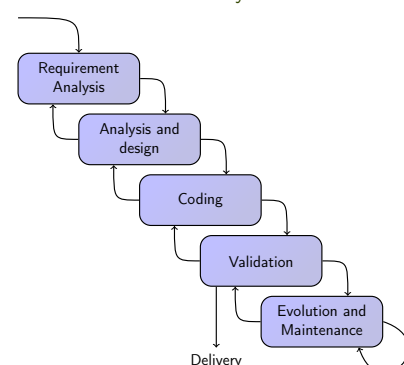 Requirement
Analysis
Analysis and
design
Coding
Validation
Evolution and
Maintenance
Delivery